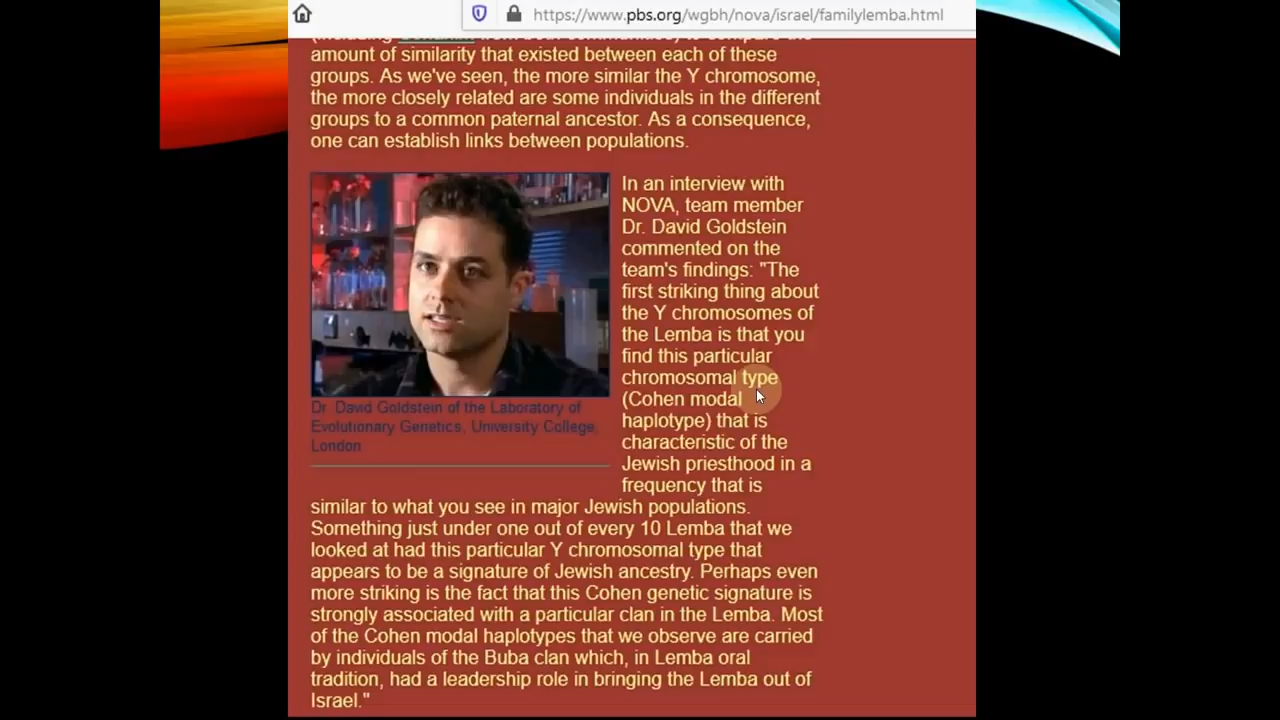 https://www.pbs.org/wgbh/nova/israel/familylemba.html
amount of similarity that existed between each of these
groups. As we've seen, the more similar the Y chromosome,
the more closely related are some individuals in the different
groups to a common paternal ancestor. As a consequence,
one can establish links between populations.
In an interview with
NOVA, team member
Dr. David Goldstein
commented on the
team's findings: "The
first striking thing about
the Y chromosomes of
the Lemba is that you
find this particular
chromosomal type
(Cohen modal
haplotype) that is
characteristic of the
Jewish priesthood in a
frequency that is
Dr. David Goldstein of the Laboratory of
Evolutionary Genetics, University College,
London
similar to what you see in major Jewish populations.
Something just under one out of every 10 Lemba that we
looked at had this particular Y chromosomal type that
appears to be a signature of Jewish ancestry. Perhaps even
more striking is the fact that this Cohen genetic signature is
strongly associated with a particular clan in the Lemba. Most
of the Cohen modal haplotypes that we observe are carried
by individuals of the Buba clan which, in Lemba oral
tradition, had a leadership role in bringing the Lemba out of
Israel."